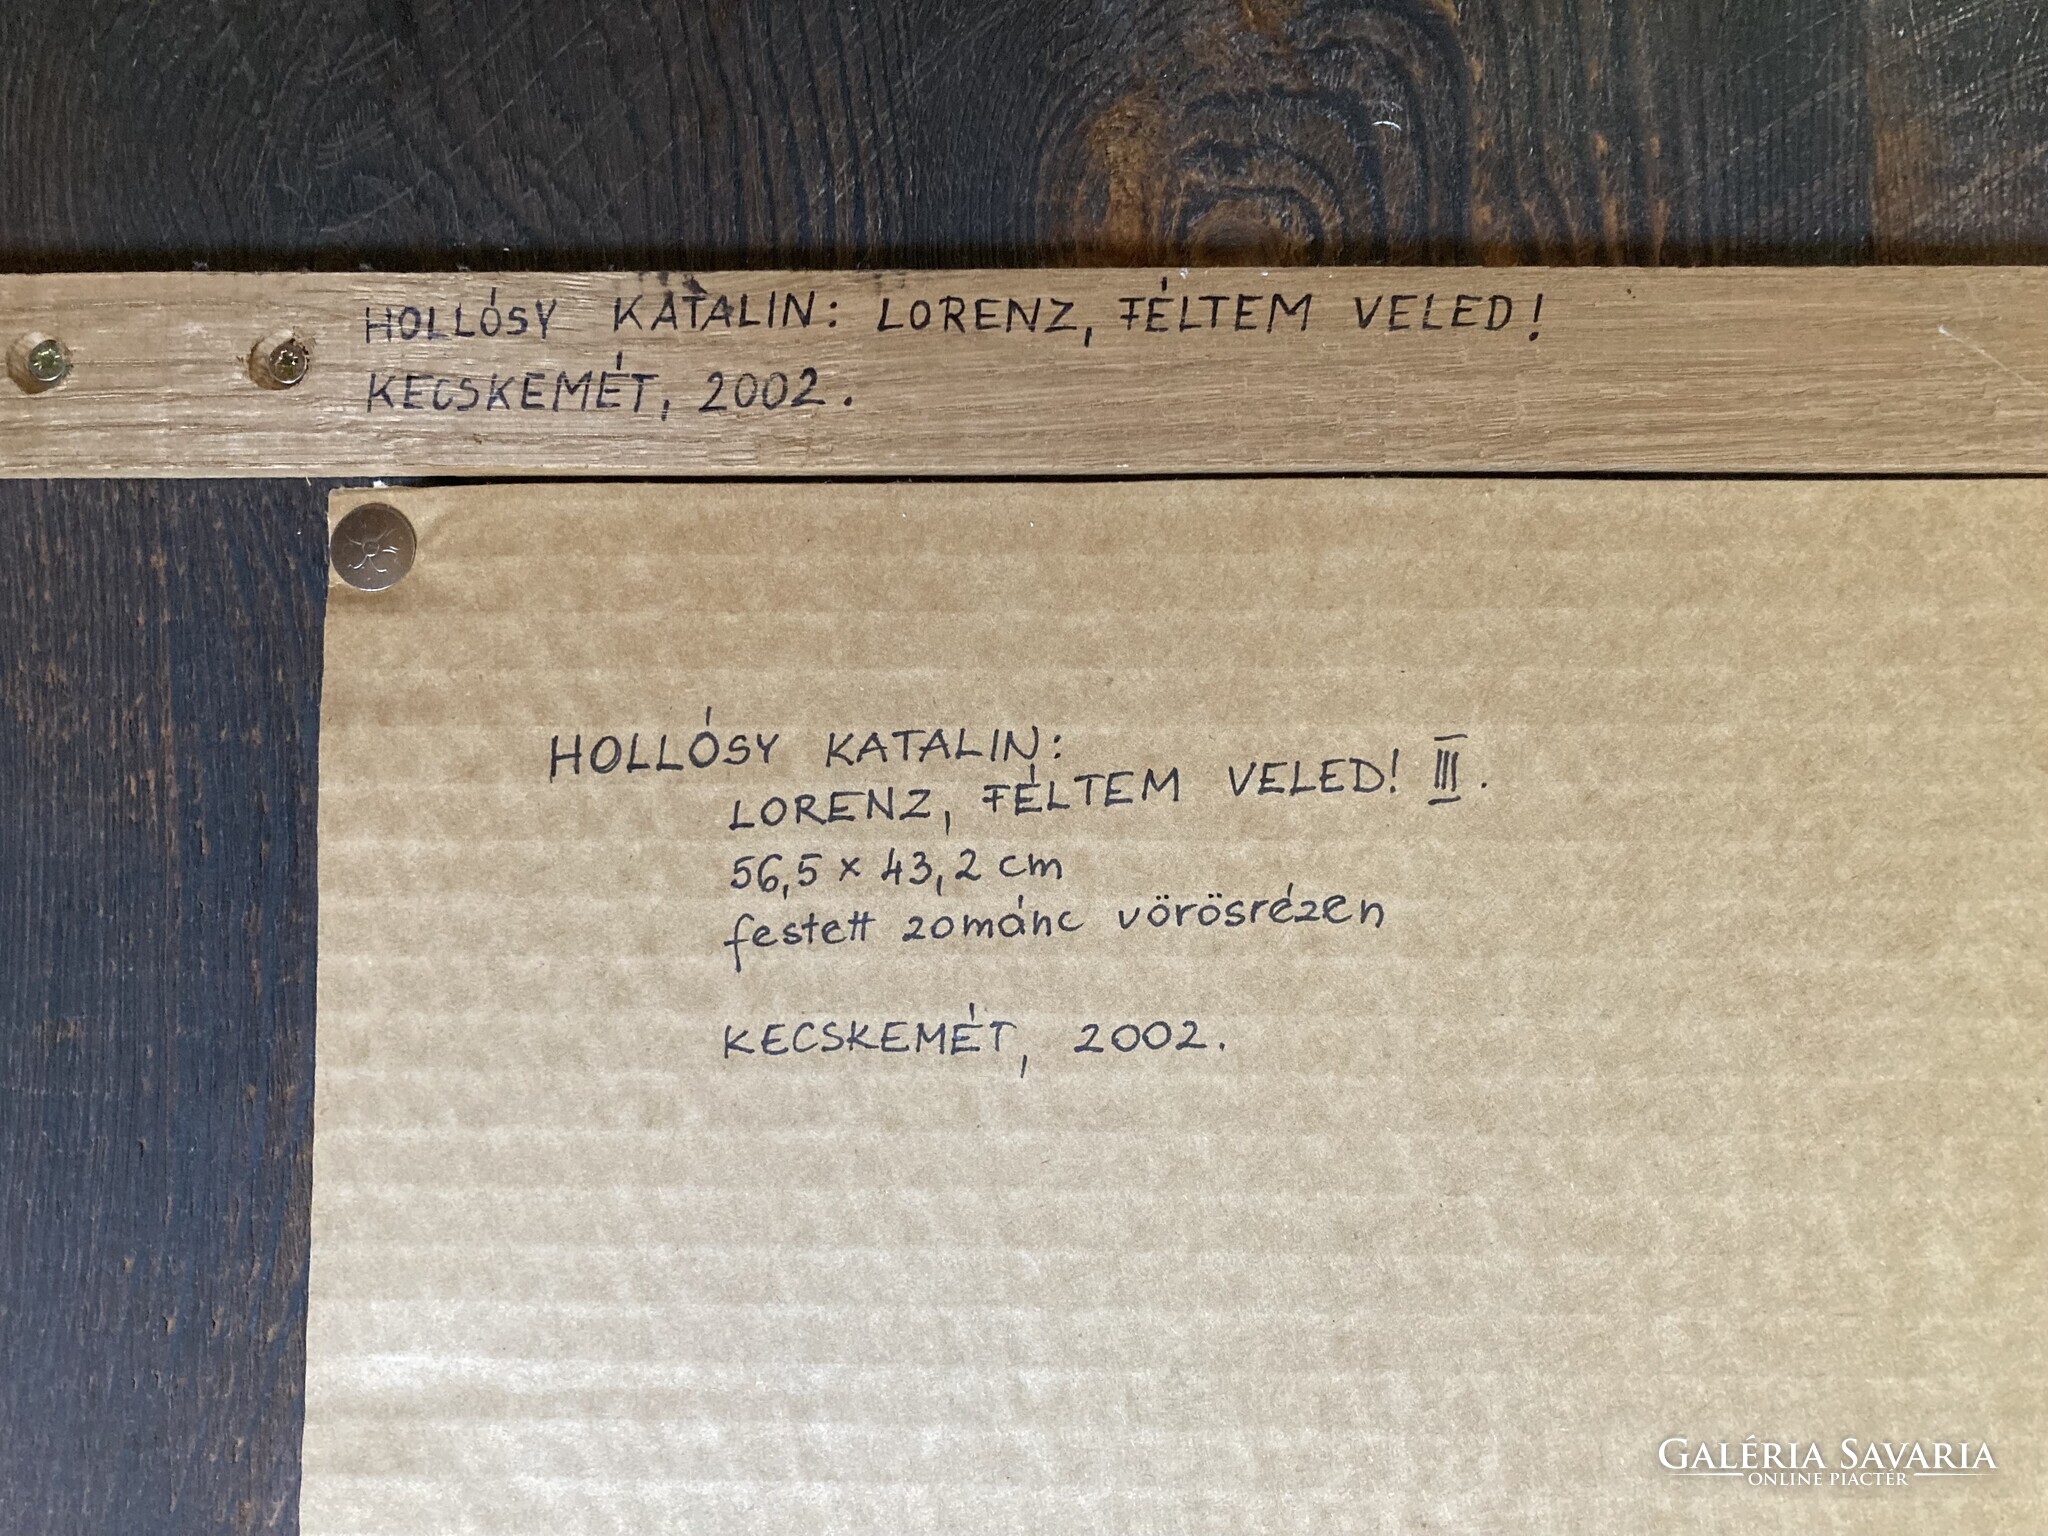 HOLLÓSY KATALIN: LORENZ, FÉLTEM VELED!
KECSKEMÉT, 2002.
HOLLÓSY KATALIN:
LORENZ, FÉLTEM VELED! III.
56,5 x 43,2 cm
festett zománc vörösrézen
KECSKEMÉT, 2002.
GALÉRIA SAVARIA
ONLINE PIACTÉR